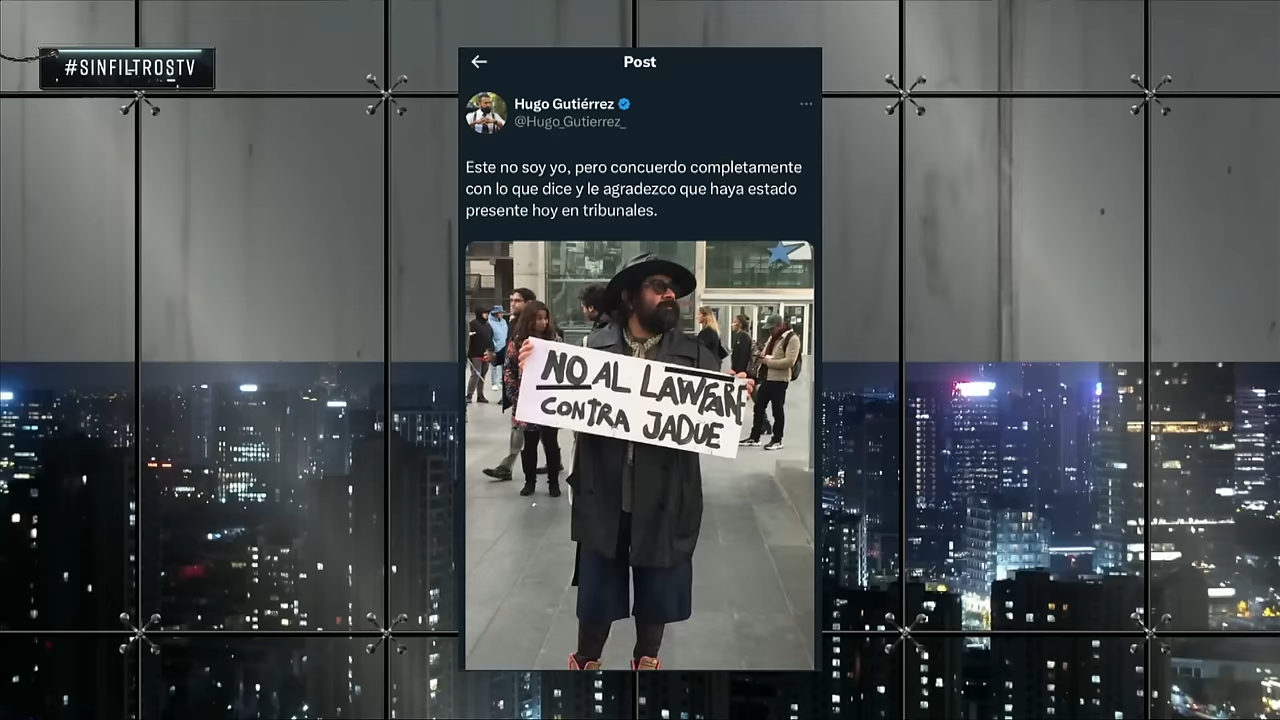 #SINFILTROSTV
Post
Hugo Gutiérrez
@Hugo_Gutierrez_
Este no soy yo, pero concuerdo completamente
con lo que dice y le agradezco que haya estado
presente hoy en tribunales.
NO AL LAWFARE
CONTRA JADUE